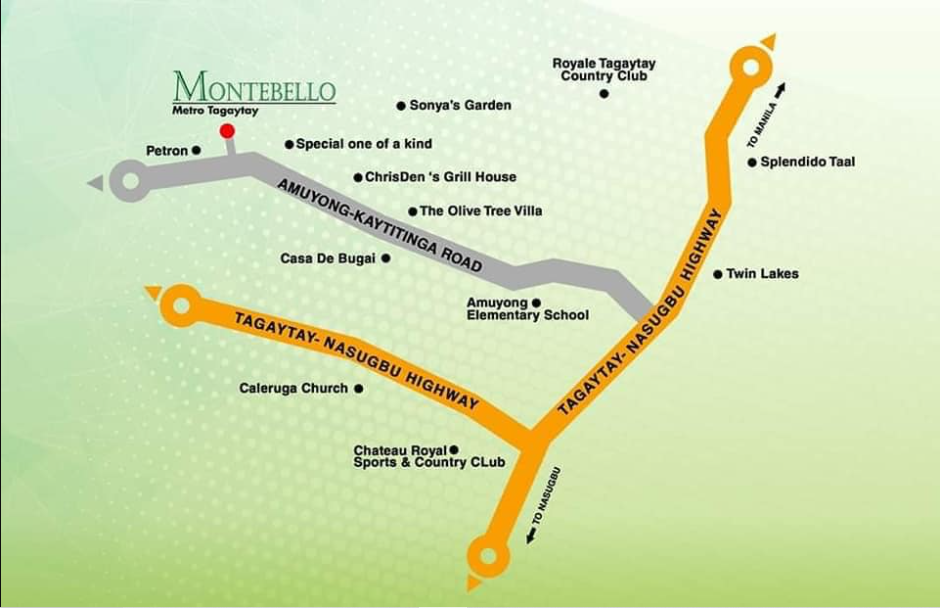 Royale Tagaytay
Country Club
MONTEBELLO
Metro Tagaytay
Sonya's Garden
TO MANILA
Petron
Special one of a kind
Splendido Taal
ChrisDen 's Grill House
AMUYONG-KAYTITINGA ROAD
The Olive Tree Villa
Casa De Bugai
Twin Lakes
Amuyong
Elementary School
TAGAYTAY- NASUGBU HIGHWAY
TAGAYTAY- NASUGBU HIGHWAY
Caleruga Church
Chateau Royal
Sports & Country CLub
TO NASUGBU